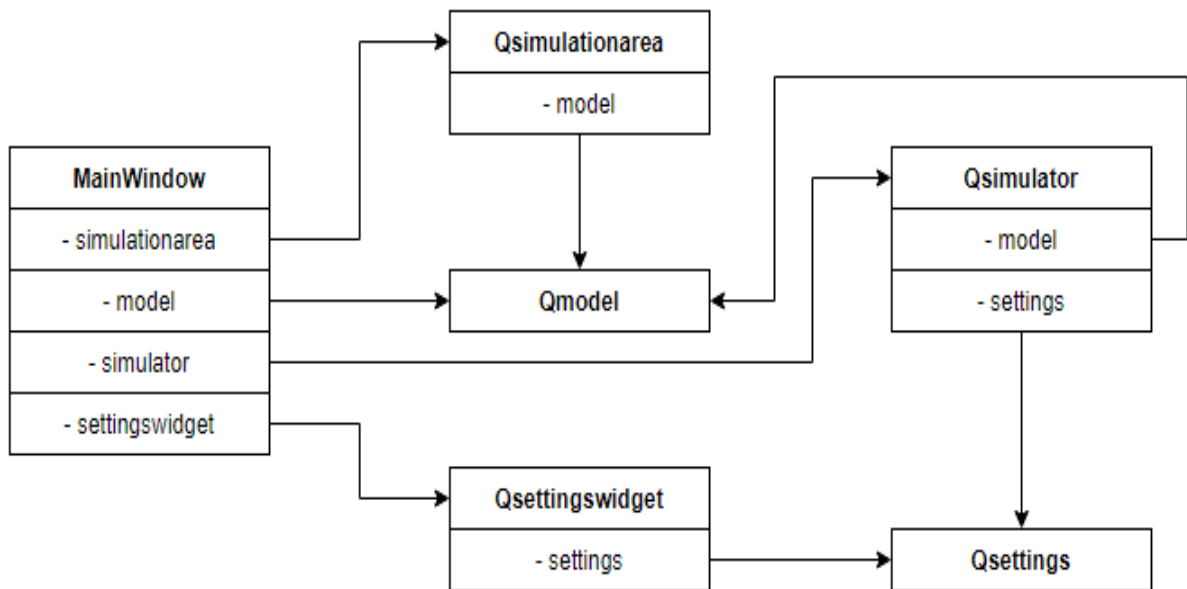 Qsimulationarea
- model
MainWindow
- simulationarea
- model
- simulator
- settingswidget
Qmodel
Qsimulator
- model
- settings
Qsettingswidget
- settings
Qsettings